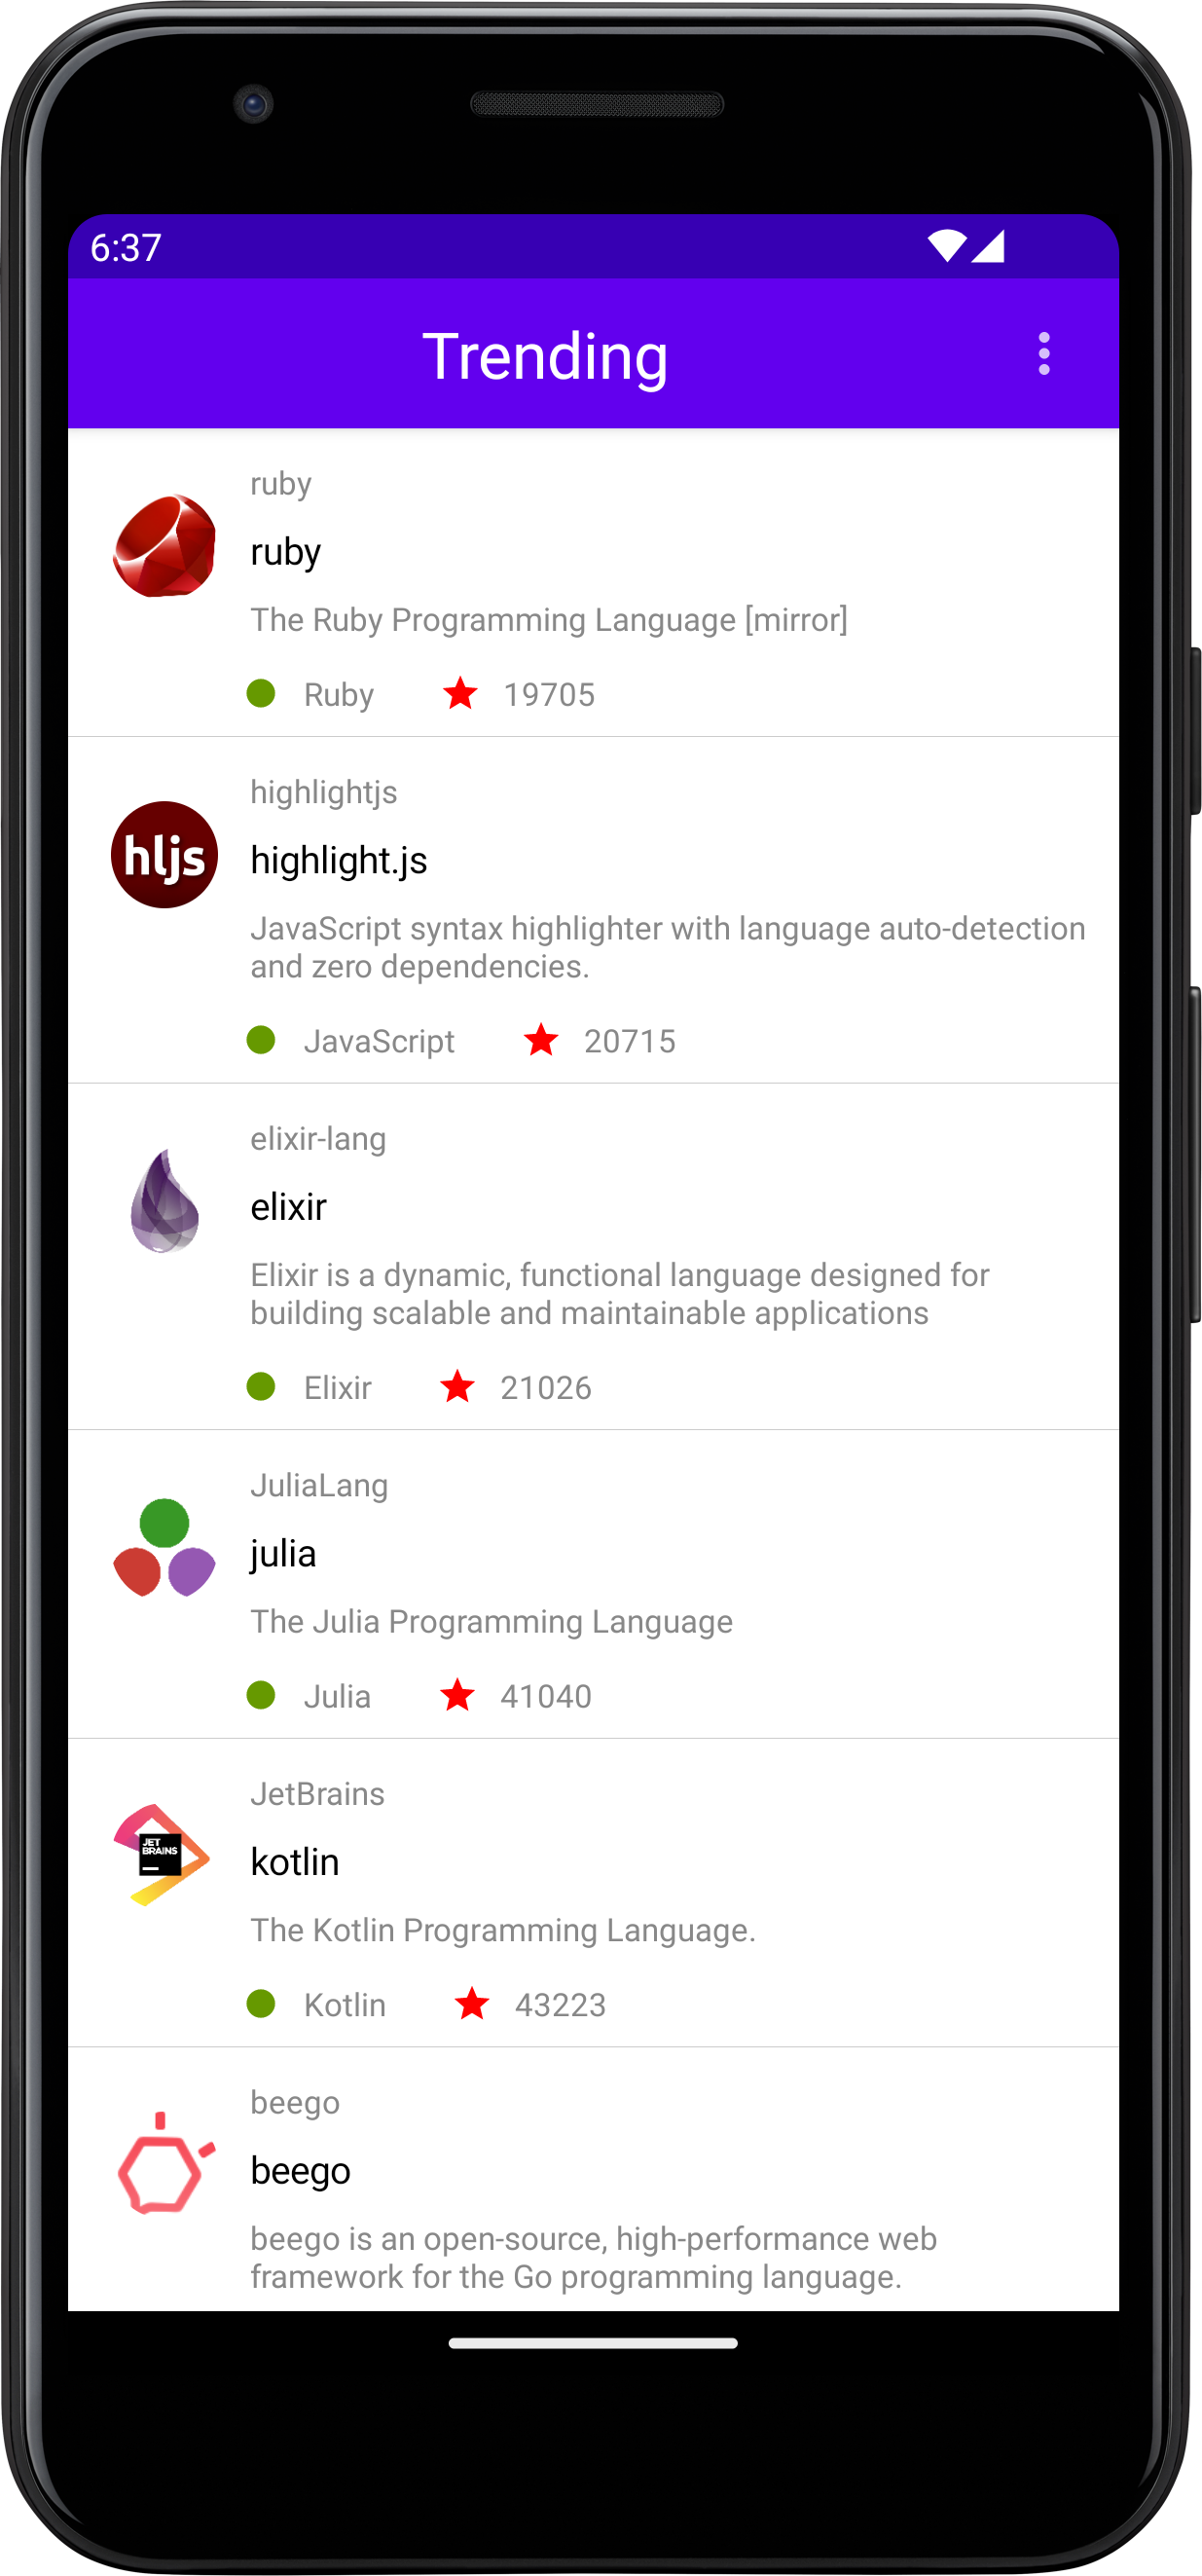 6:37
Trending
ruby
ruby
The Ruby Programming Language [mirror]
Ruby 19705
highlightjs
hljs
highlight.js
JavaScript syntax highlighter with language auto-detection
and zero dependencies.
JavaScript 20715
elixir-lang
elixir
Elixir is a dynamic, functional language designed for
building scalable and maintainable applications
Elixir 21026
JuliaLang
julia
The Julia Programming Language
Julia 41040
JetBrains
JET
BRAINS
kotlin
The Kotlin Programming Language.
Kotlin 43223
beego
beego
beego is an open-source, high-performance web
framework for the Go programming language.